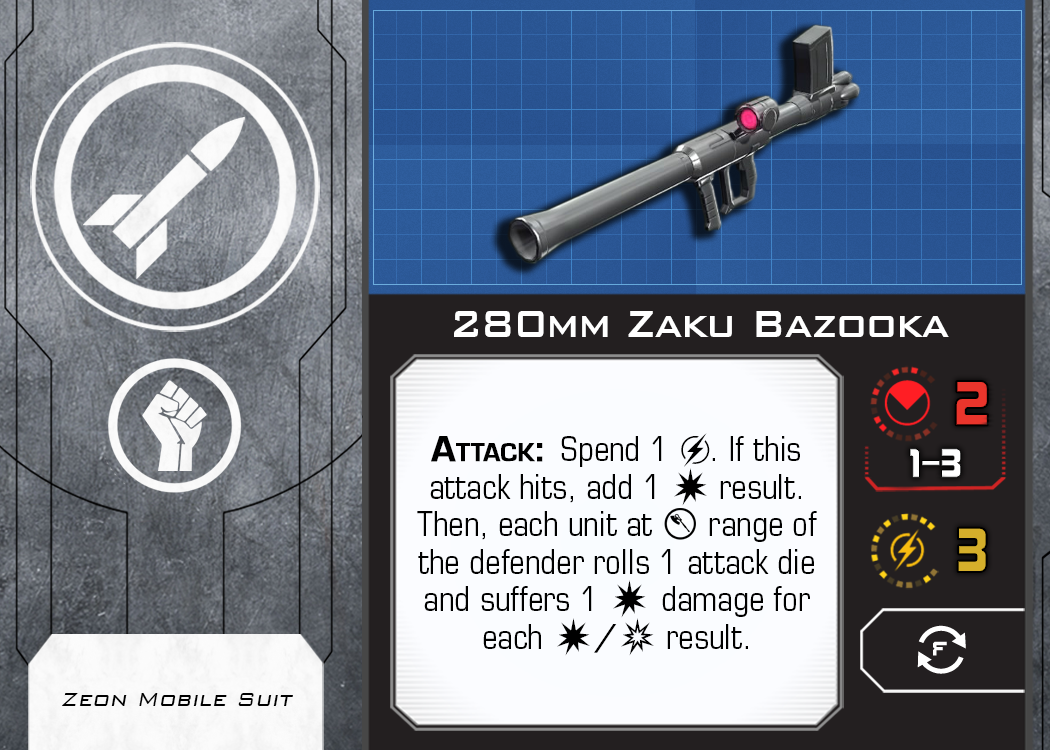 280mm Zaku Bazooka
Attack: Spend 1 . If this
attack hits, add 1 result.
Then, each unit at range of
the defender rolls 1 attack die
and suffers 1 damage for
each / result.
2
1–3
3
F
Zeon Mobile Suit